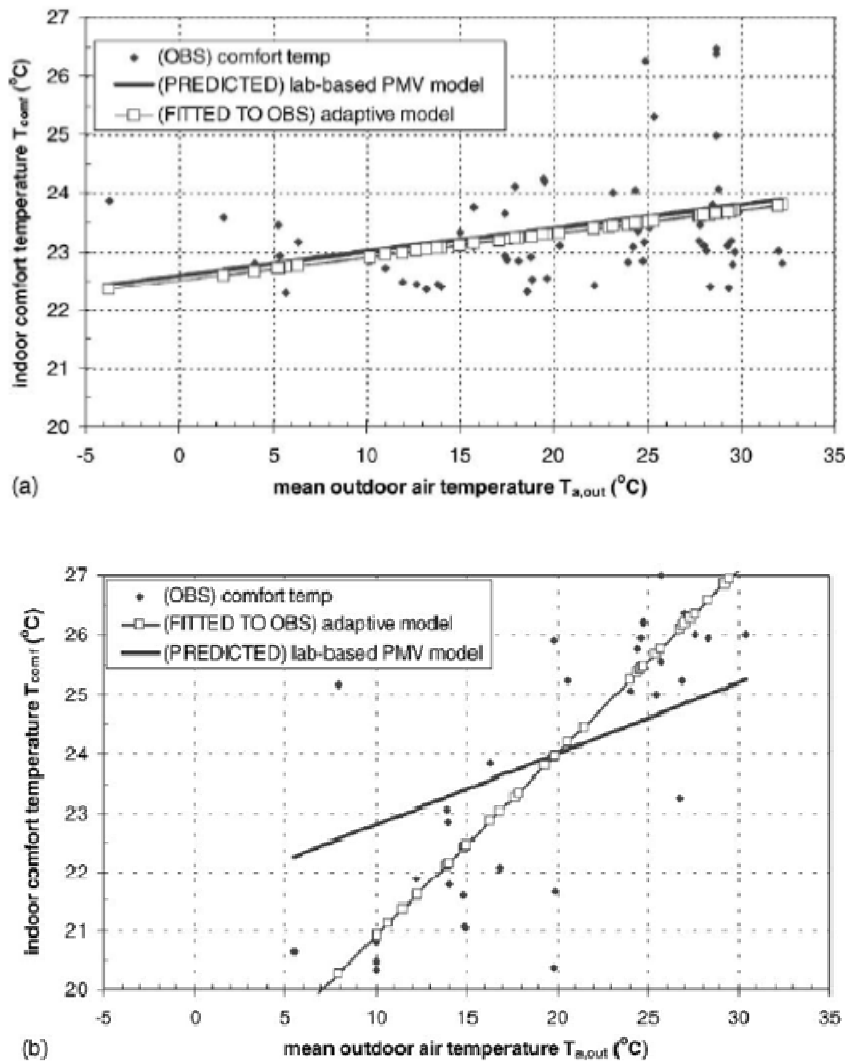 27
26
25
24
23
22
21
20
indoor comfort temperature T_comf (°C)
(OBS) comfort temp
(PREDICTED) lab-based PMV model
(FITTED TO OBS) adaptive model
-5 0 5 10 15 20 25 30 35
(a)
mean outdoor air temperature T_a,out (°C)
27
26
25
24
23
22
21
20
indoor comfort temperature T_comf (°C)
(OBS) comfort temp
(FITTED TO OBS) adaptive model
(PREDICTED) lab-based PMV model
-5 0 5 10 15 20 25 30 35
(b)
mean outdoor air temperature T_a,out (°C)